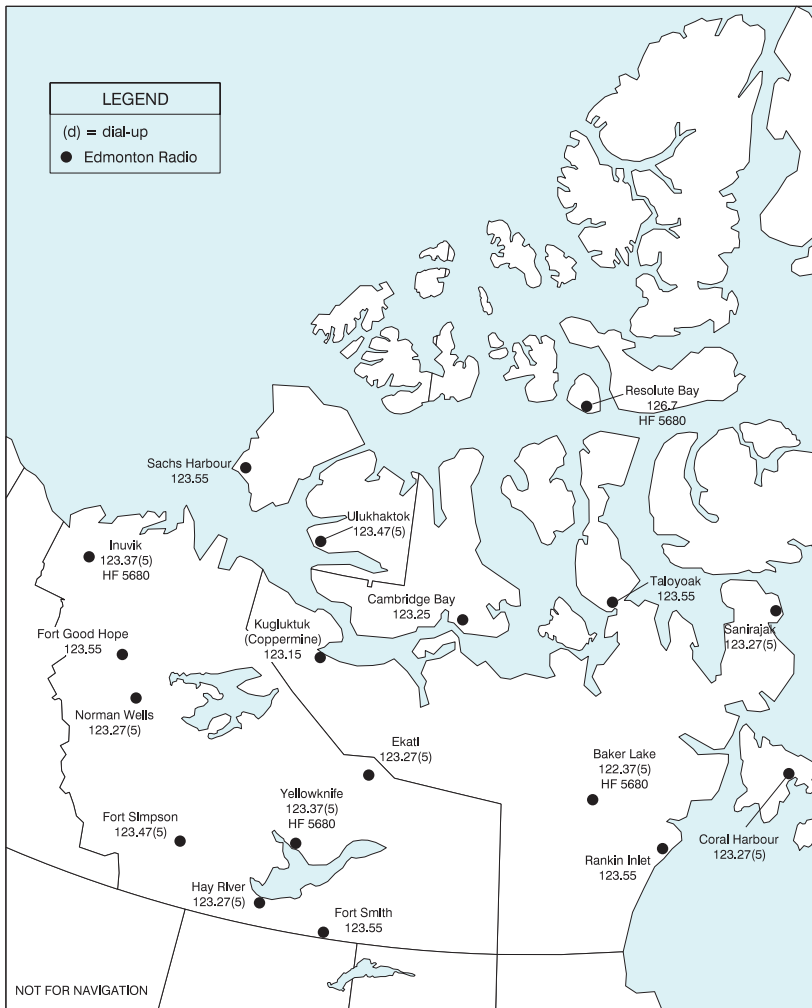 LEGEND
(d) = dial-up
Edmonton Radio
Resolute Bay
126.7
HF 5680
Sachs Harbour
123.55
Ulukhaktok
123.47(5)
Inuvik
123.37(5)
HF 5680
Taloyoak
123.55
Cambridge Bay
123.25
Sanirajak
123.27(5)
Kugluktuk
(Coppermine)
123.15
Fort Good Hope
123.55
Norman Wells
123.27(5)
Ekati
123.27(5)
Baker Lake
122.37(5)
HF 5680
Yellowknife
123.37(5)
HF 5680
Fort Simpson
123.47(5)
Coral Harbour
123.27(5)
Rankin Inlet
123.55
Hay River
123.27(5)
Fort Smith
123.55
NOT FOR NAVIGATION